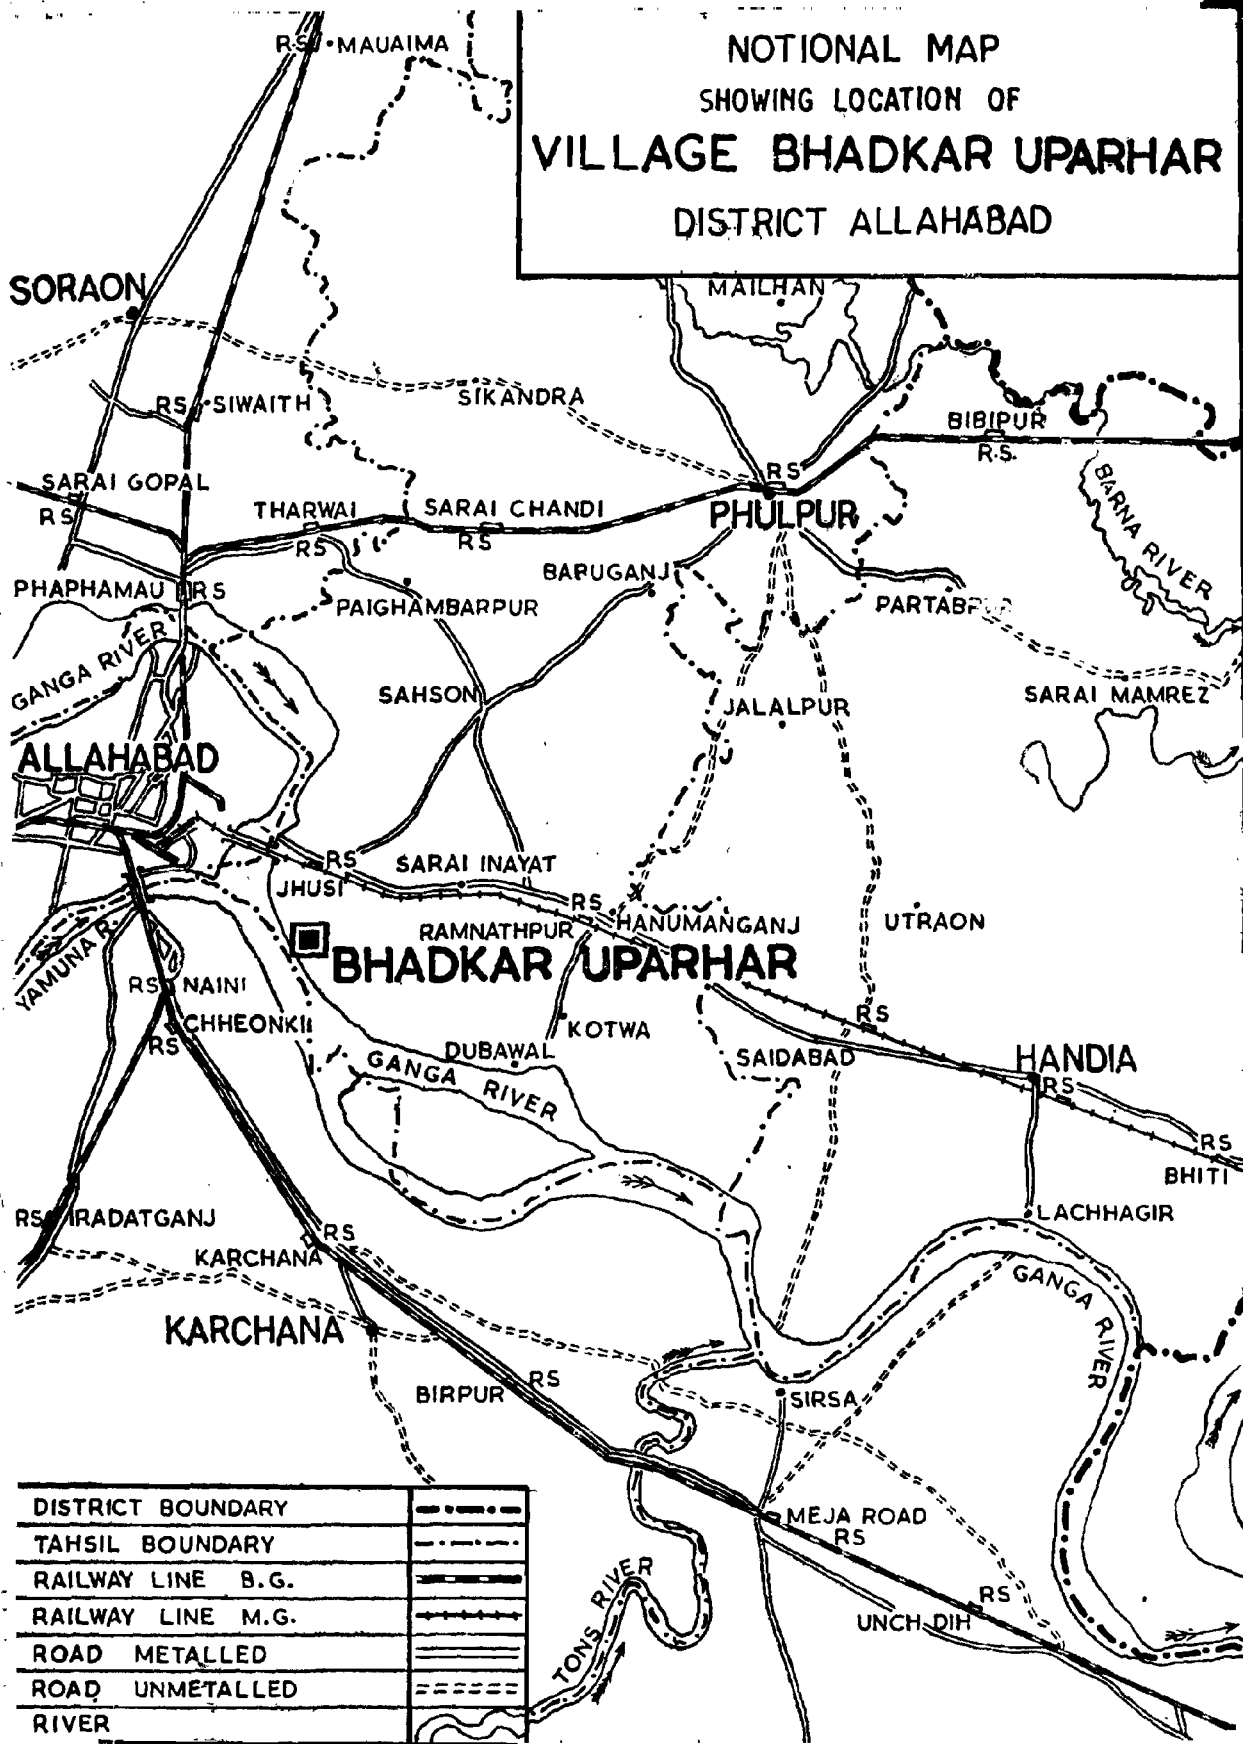 NOTIONAL MAP
SHOWING LOCATION OF
VILLAGE BHADKAR UPARHAR
DISTRICT ALLAHABAD
RS
MAUAIMA
SORAON
MAILHAN
RS
SIWAITH
SIKANDRA
BIBIPUR
R.S.
SARAI GOPAL
RS
THARWAI
RS
SARAI CHANDI
RS
RS
PHULPUR
BARNA RIVER
PHAPHAMAU
RS
BAPUGANJ
PAIGHAMBARPUR
PARTABPUR
GANGA RIVER
SAHSON
JALALPUR
SARAI MAMREZ
ALLAHABAD
RS
JHUSI
SARAI INAYAT
RS
RAMNATHPUR
HANUMANGANJ
UTRAON
YAMUNA R.
BHADKAR UPARHAR
RS
NAINI
CHHEONKI
RS
KOTWA
DUBAWAL
GANGA RIVER
RS
SAIDABAD
HANDIA
RS
RS
BHITI
RS
IRADATGANJ
RS
KARCHANA
LACHHAGIR
GANGA RIVER
KARCHANA
BIRPUR
RS
SIRSA
MEJA ROAD
RS
RS
UNCH DIH
TONS RIVER
DISTRICT BOUNDARY
TAHSIL BOUNDARY
RAILWAY LINE B.G.
RAILWAY LINE M.G.
ROAD METALLED
ROAD UNMETALLED
RIVER